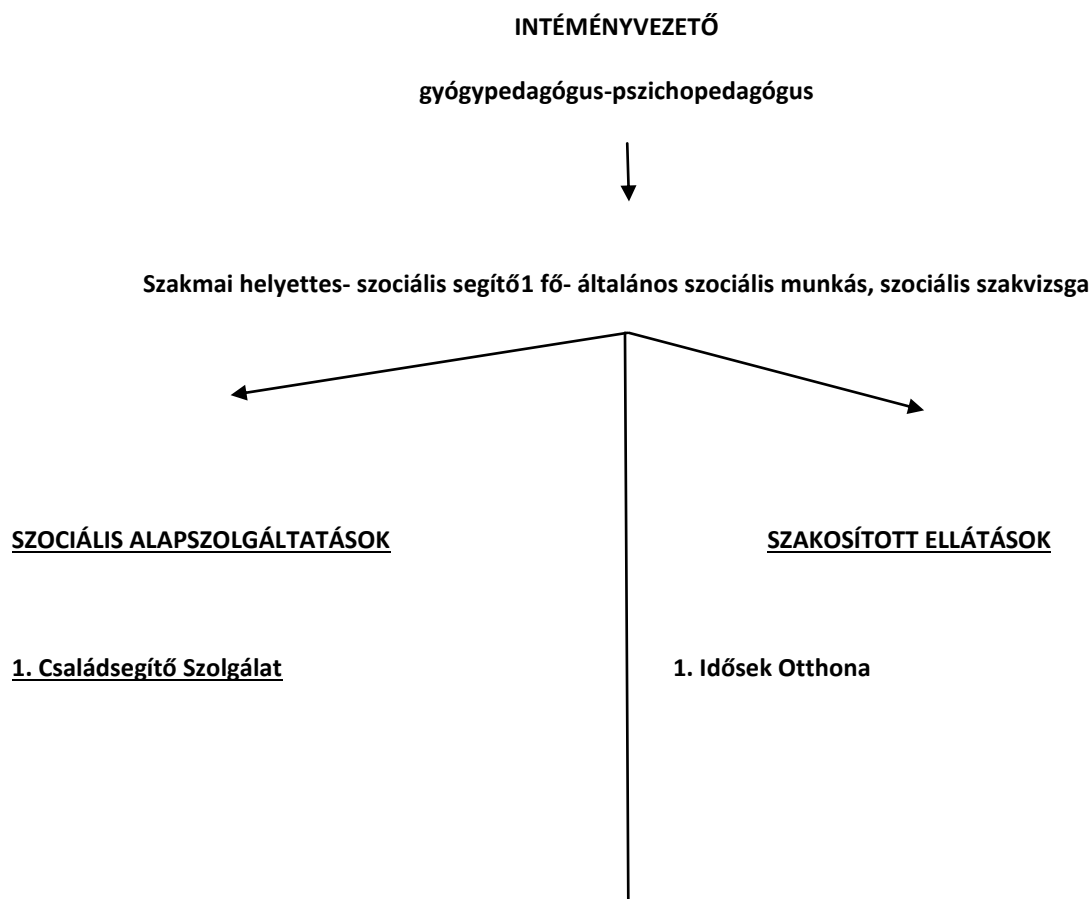 INTÉMÉNYVEZETŐ
gyógypedagógus-pszichopedagógus
Szakmai helyettes- szociális segítő1 fő- általános szociális munkás, szociális szakvizsga
SZOCIÁLIS ALAPSZOLGÁLTATÁSOK
SZAKOSÍTOTT ELLÁTÁSOK
1. Családsegítő Szolgálat
1. Idősek Otthona